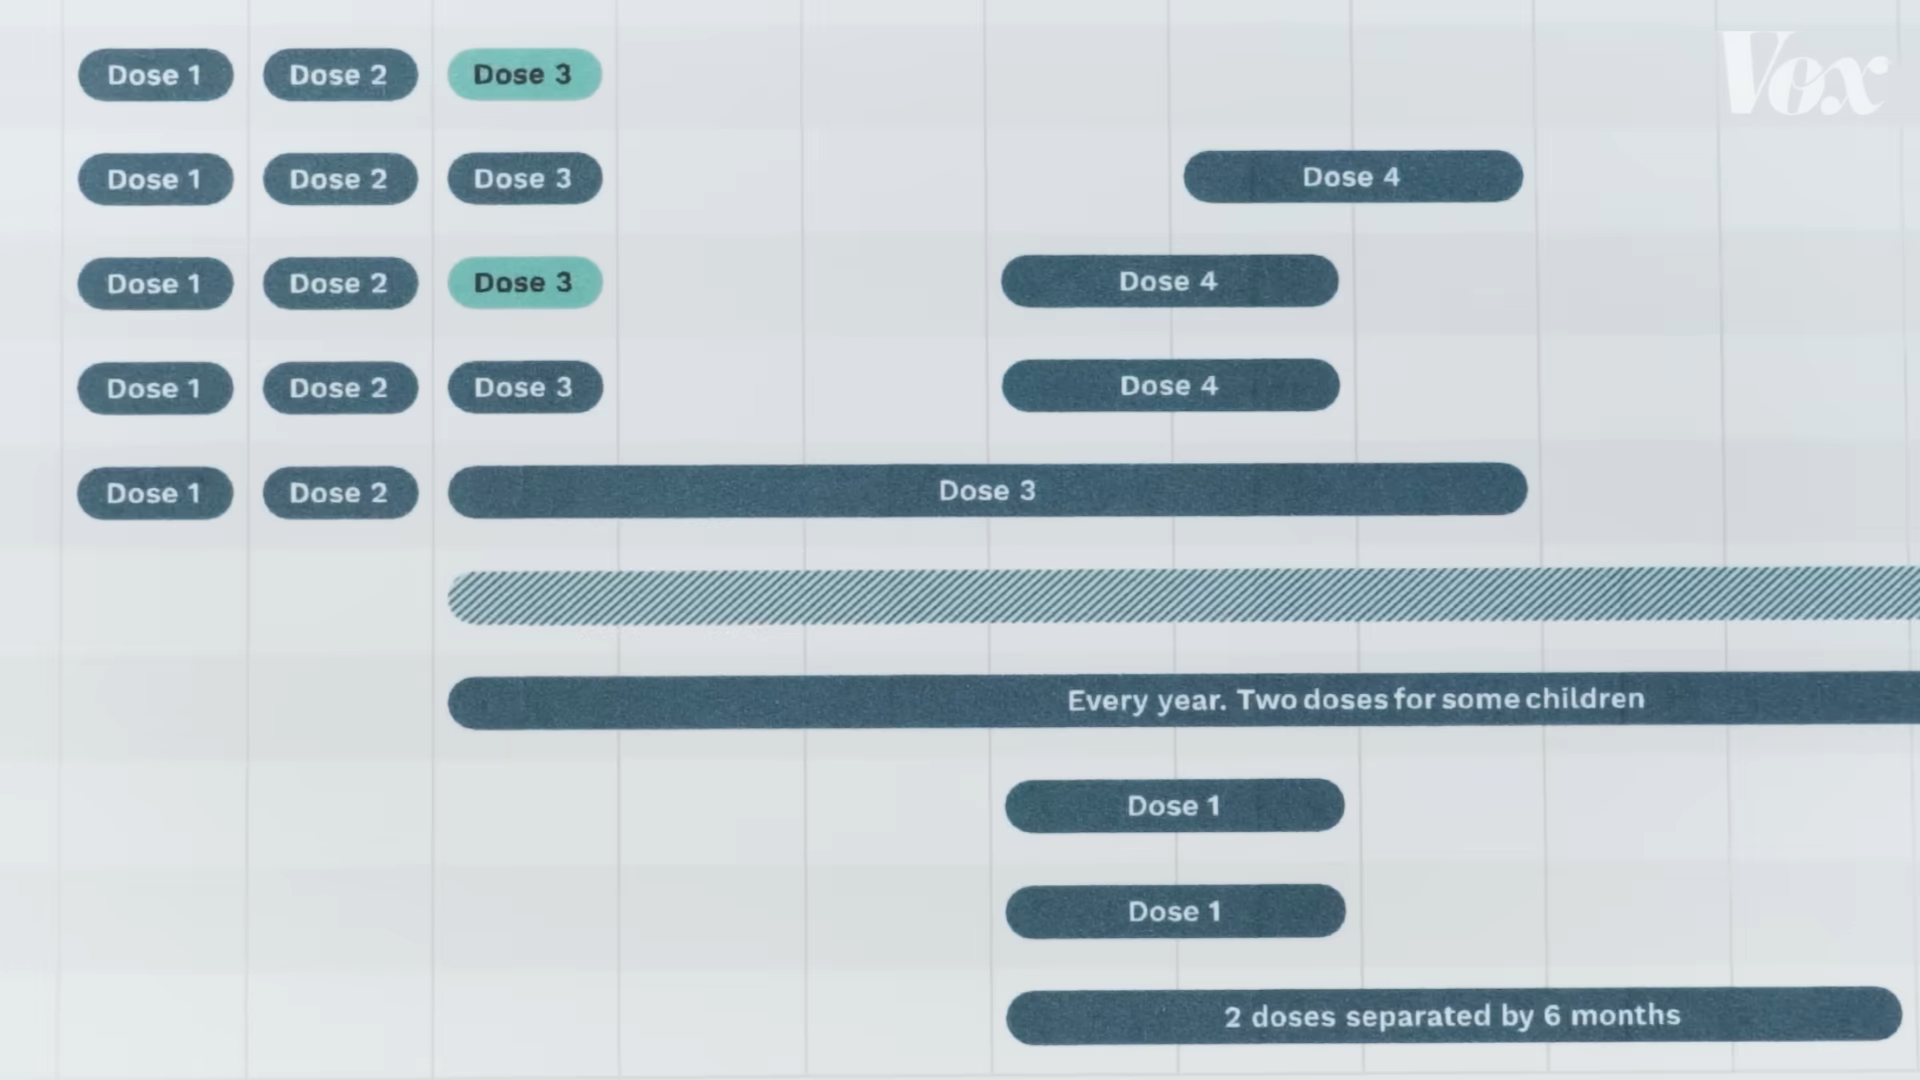 Dose 1 Dose 2 Dose 3
Vox
Dose 1 Dose 2 Dose 3 Dose 4
Dose 1 Dose 2 Dose 3 Dose 4
Dose 1 Dose 2 Dose 3 Dose 4
Dose 1 Dose 2 Dose 3
Every year. Two doses for some children
Dose 1
Dose 1
2 doses separated by 6 months